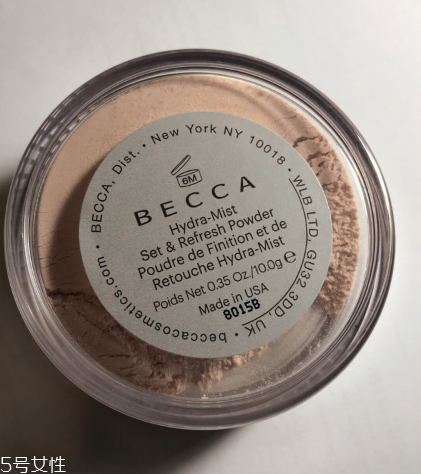 BECCA, Dist. • New York NY 10018 • WLB LTD, GU32 3DD, UK • beccacosmetics.com •
6M
BECCA
Hydra-Mist
Set & Refresh Powder
Poudre de Finition et de
Retouche Hydra-Mist
Poids Net 0.35 Oz/10.0g ℮
Made in USA
8015B
5号女性